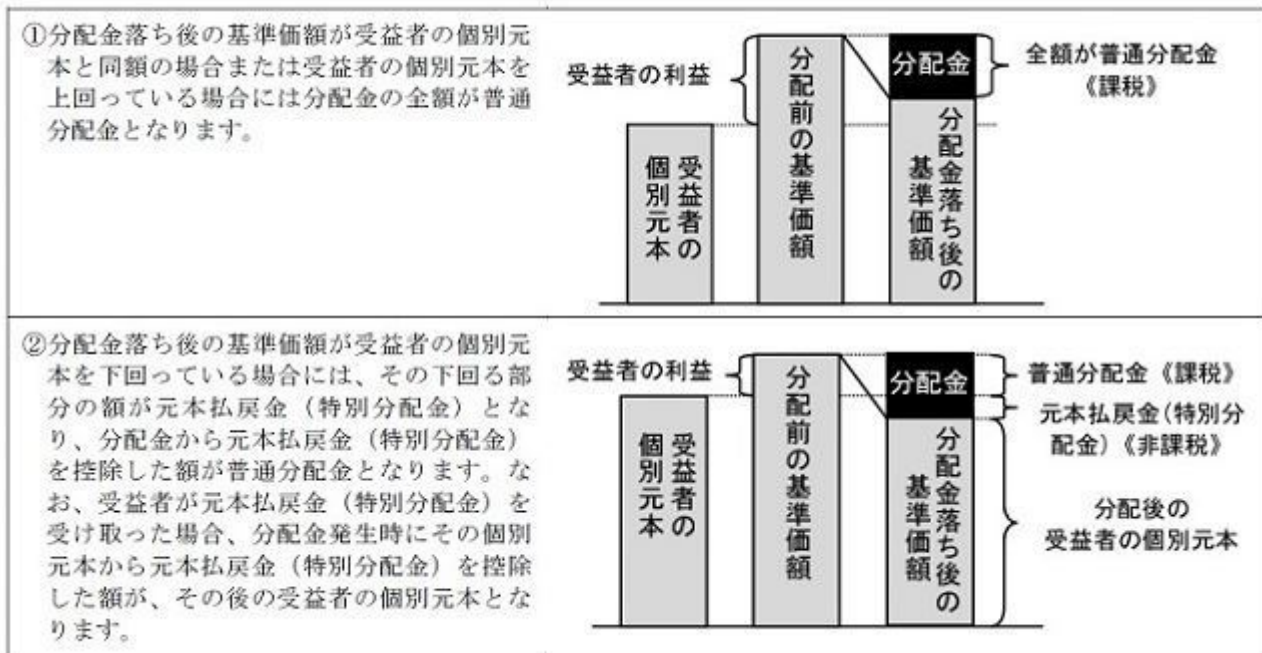 ①分配金落ち後の基準価額が受益者の個別元
本と同額の場合または受益者の個別元本を
上回っている場合には分配金の全額が普通
分配金となります。
受益者の利益
受益者の
個別元本
分配前の基準価額
分配金
分配金落ち後の
基準価額
全額が普通分配金
《課税》
②分配金落ち後の基準価額が受益者の個別元
本を下回っている場合には、その下回る部
分の額が元本払戻金（特別分配金）とな
り、分配金から元本払戻金（特別分配金）
を控除した額が普通分配金となります。な
お、受益者が元本払戻金（特別分配金）を
受け取った場合、分配金発生時にその個別
元本から元本払戻金（特別分配金）を控除
した額が、その後の受益者の個別元本とな
ります。
受益者の利益
受益者の
個別元本
分配前の基準価額
分配金
分配金落ち後の
基準価額
普通分配金《課税》
元本払戻金（特別分
配金）《非課税》
分配後の
受益者の個別元本